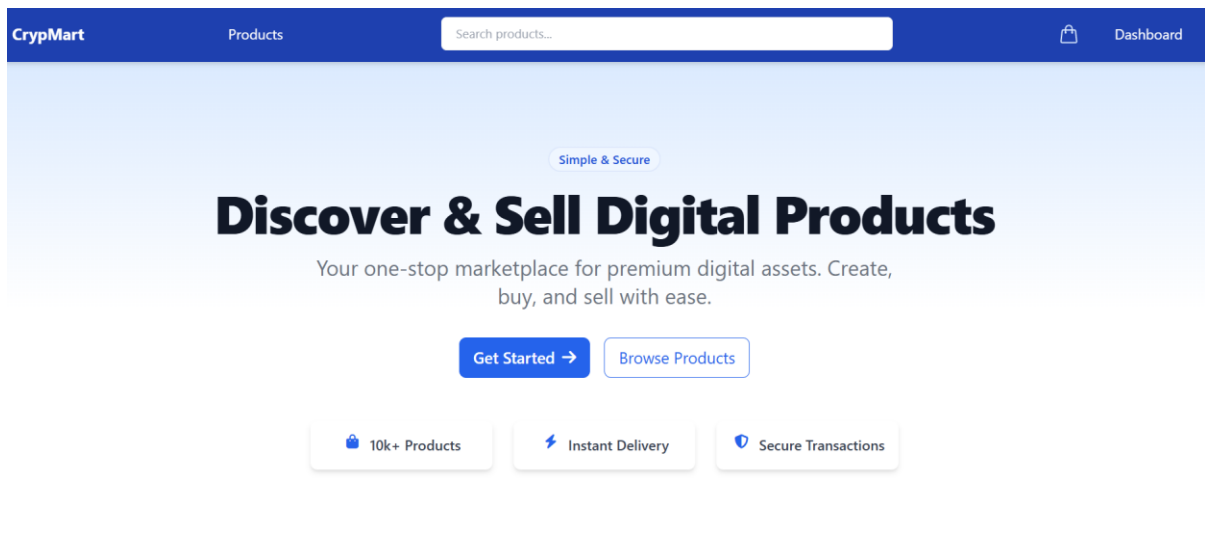 CrypMart
Products
Search products...
Dashboard
Simple & Secure
Discover & Sell Digital Products
Your one-stop marketplace for premium digital assets. Create,
buy, and sell with ease.
Get Started →
Browse Products
10k+ Products
Instant Delivery
Secure Transactions